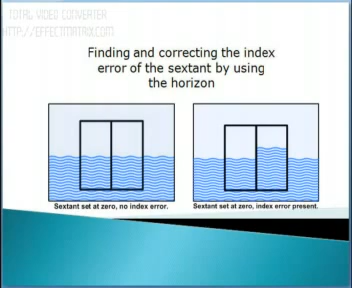 TOTAL VIDEO CONVERTER
HTTP://EFFECTMATRIX.COM
Finding and correcting the index
error of the sextant by using
the horizon
Sextant set at zero, no index error.
Sextant set at zero, index error present.